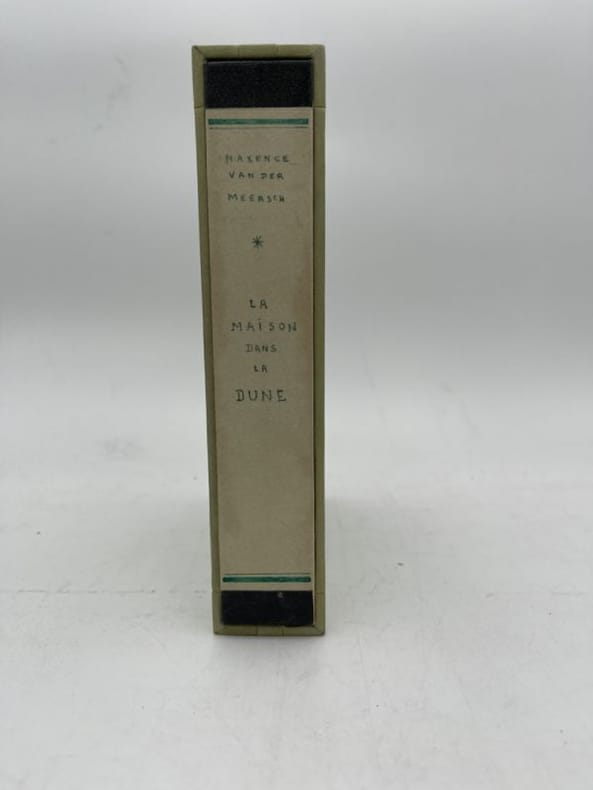 MAXENCE
VAN DER
MEERSCH
*
LA
MAISON
DANS
LA
DUNE